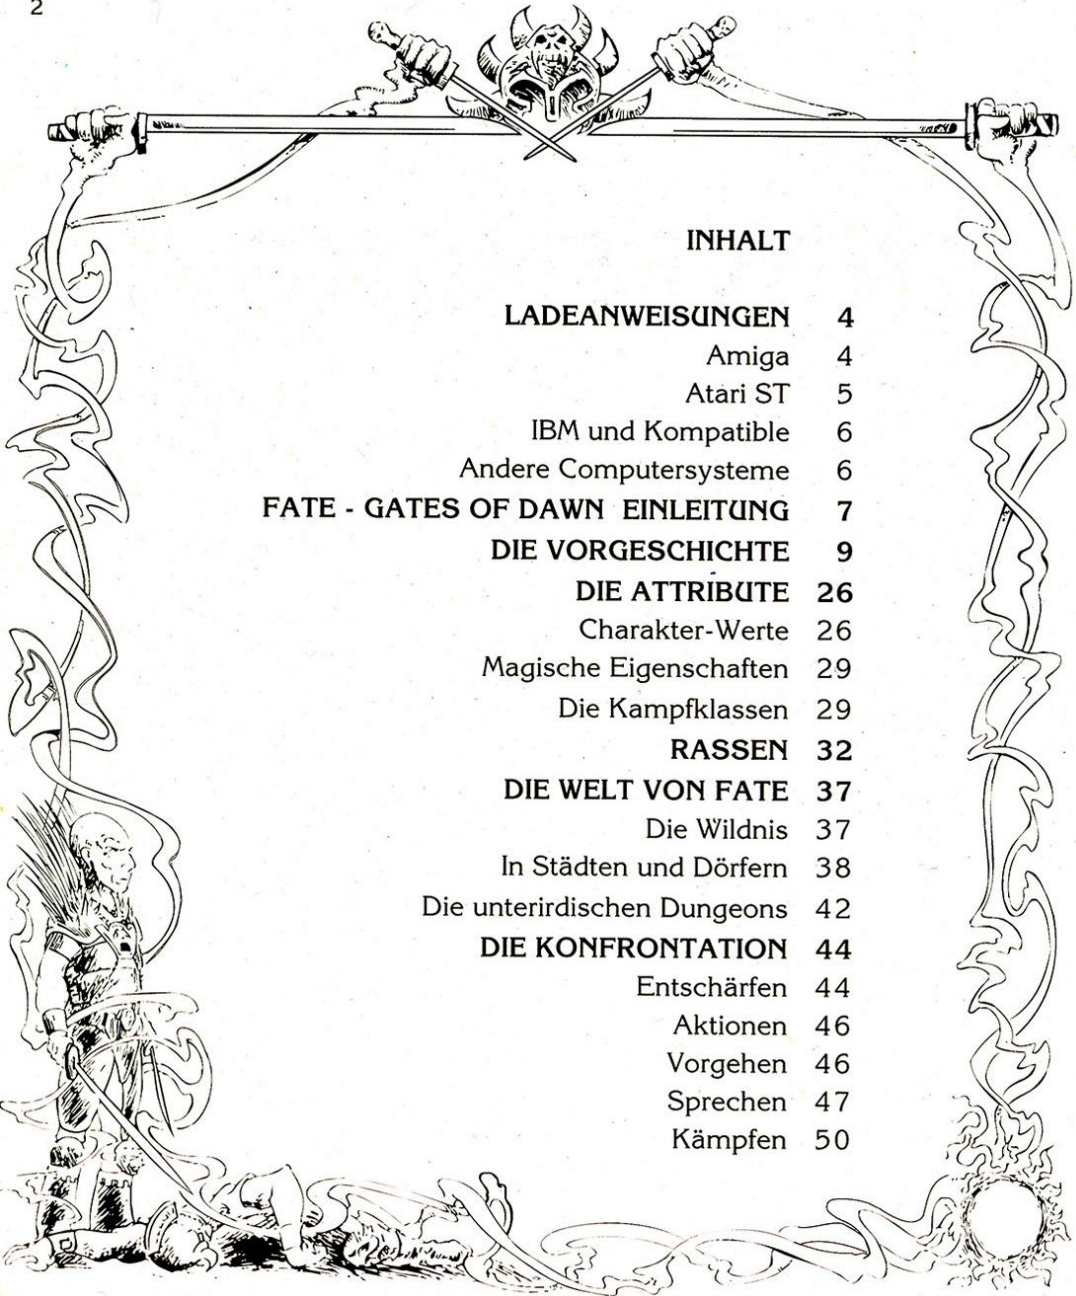 2
INHALT
LADEANWEISUNGEN 4
Amiga 4
Atari ST 5
IBM und Kompatible 6
Andere Computersysteme 6
FATE - GATES OF DAWN EINLEITUNG 7
DIE VORGESCHICHTE 9
DIE ATTRIBUTE 26
Charakter-Werte 26
Magische Eigenschaften 29
Die Kampfklassen 29
RASSEN 32
DIE WELT VON FATE 37
Die Wildnis 37
In Städten und Dörfern 38
Die unterirdischen Dungeons 42
DIE KONFRONTATION 44
Entschärfen 44
Aktionen 46
Vorgehen 46
Sprechen 47
Kämpfen 50